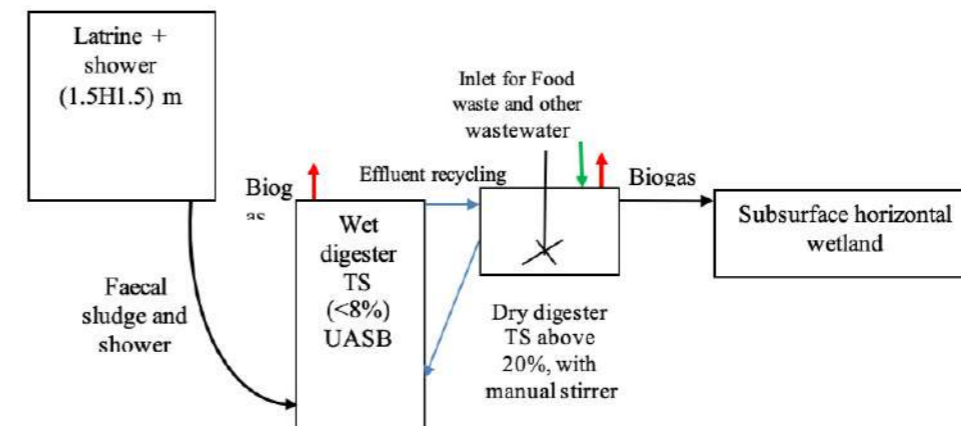 Latrine +
shower
(1.5H1.5) m
Inlet for Food
waste and other
wastewater
Effluent recycling
Biog
as
Biogas
Wet
digester
TS
(<8%)
UASB
Subsurface horizontal
wetland
Faecal
sludge and
shower
Dry digester
TS above
20%, with
manual stirrer